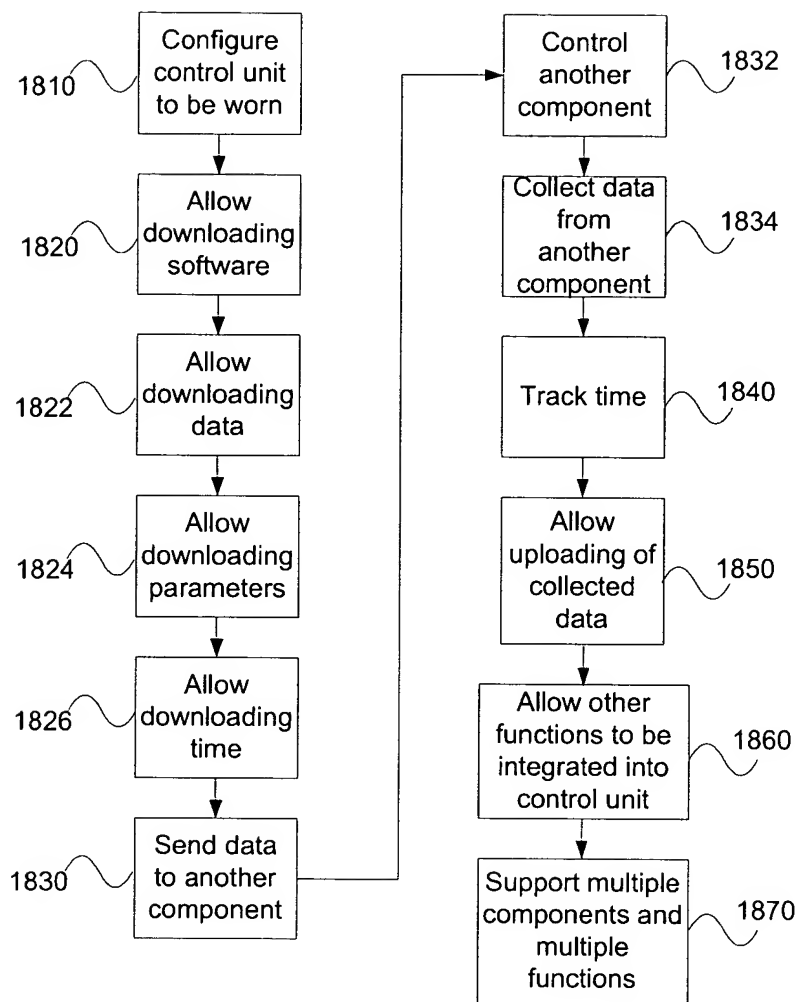 Configure
control unit
to be worn
1810
Allow
downloading
software
1820
Allow
downloading
data
1822
Allow
downloading
parameters
1824
Allow
downloading
time
1826
Send data
to another
component
1830
Control
another
component
1832
Collect data
from
another
component
1834
Track time
1840
Allow
uploading of
collected
data
1850
Allow other
functions to be
integrated into
control unit
1860
Support multiple
components and
multiple
functions
1870